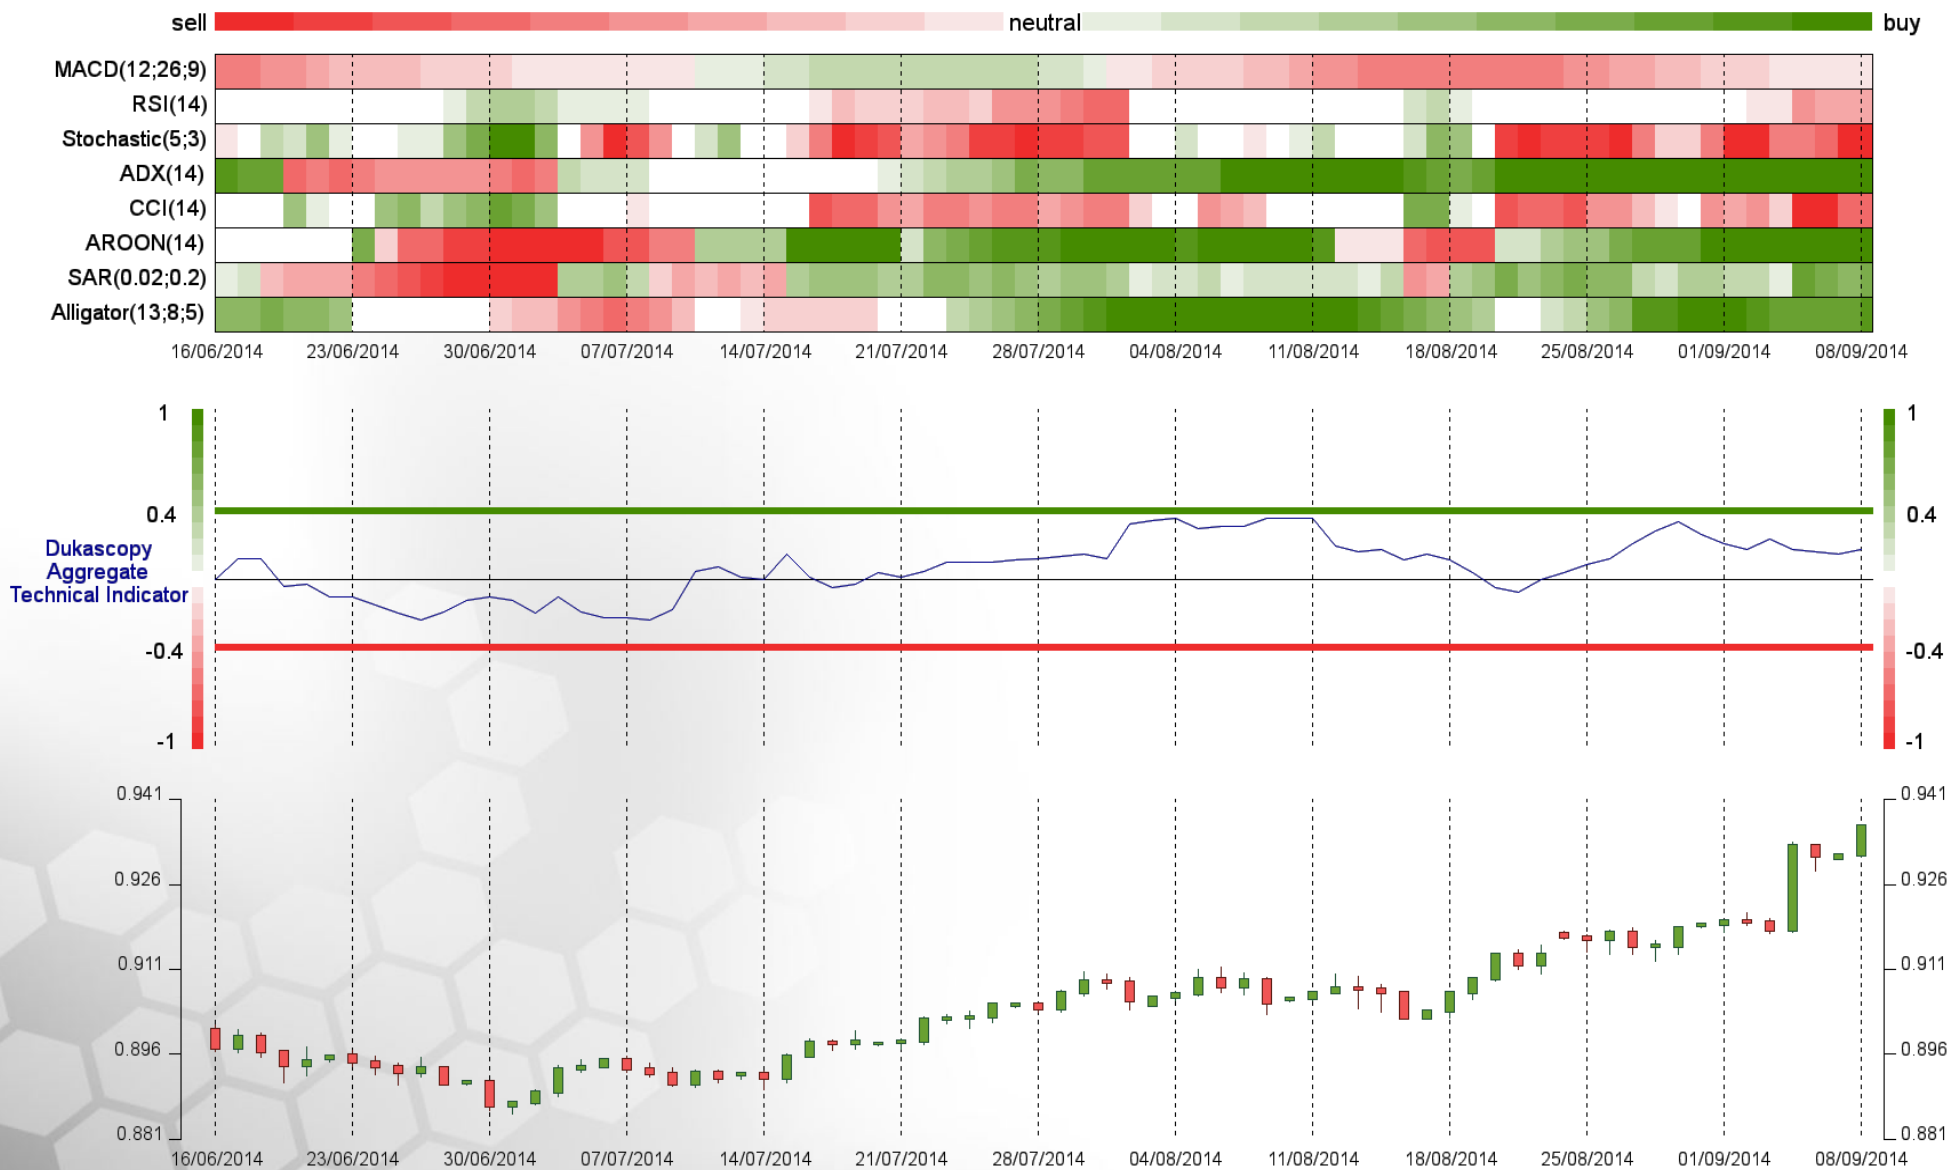 sell neutral buy
MACD(12;26;9)
RSI(14)
Stochastic(5;3)
ADX(14)
CCI(14)
AROON(14)
SAR(0.02;0.2)
Alligator(13;8;5)
16/06/2014 23/06/2014 30/06/2014 07/07/2014 14/07/2014 21/07/2014 28/07/2014 04/08/2014 11/08/2014 18/08/2014 25/08/2014 01/09/2014 08/09/2014
1 1
0.4 0.4
Dukascopy
Aggregate
Technical Indicator
-0.4 -0.4
-1 -1
0.941 0.941
0.926 0.926
0.911 0.911
0.896 0.896
0.881 0.881
16/06/2014 23/06/2014 30/06/2014 07/07/2014 14/07/2014 21/07/2014 28/07/2014 04/08/2014 11/08/2014 18/08/2014 25/08/2014 01/09/2014 08/09/2014